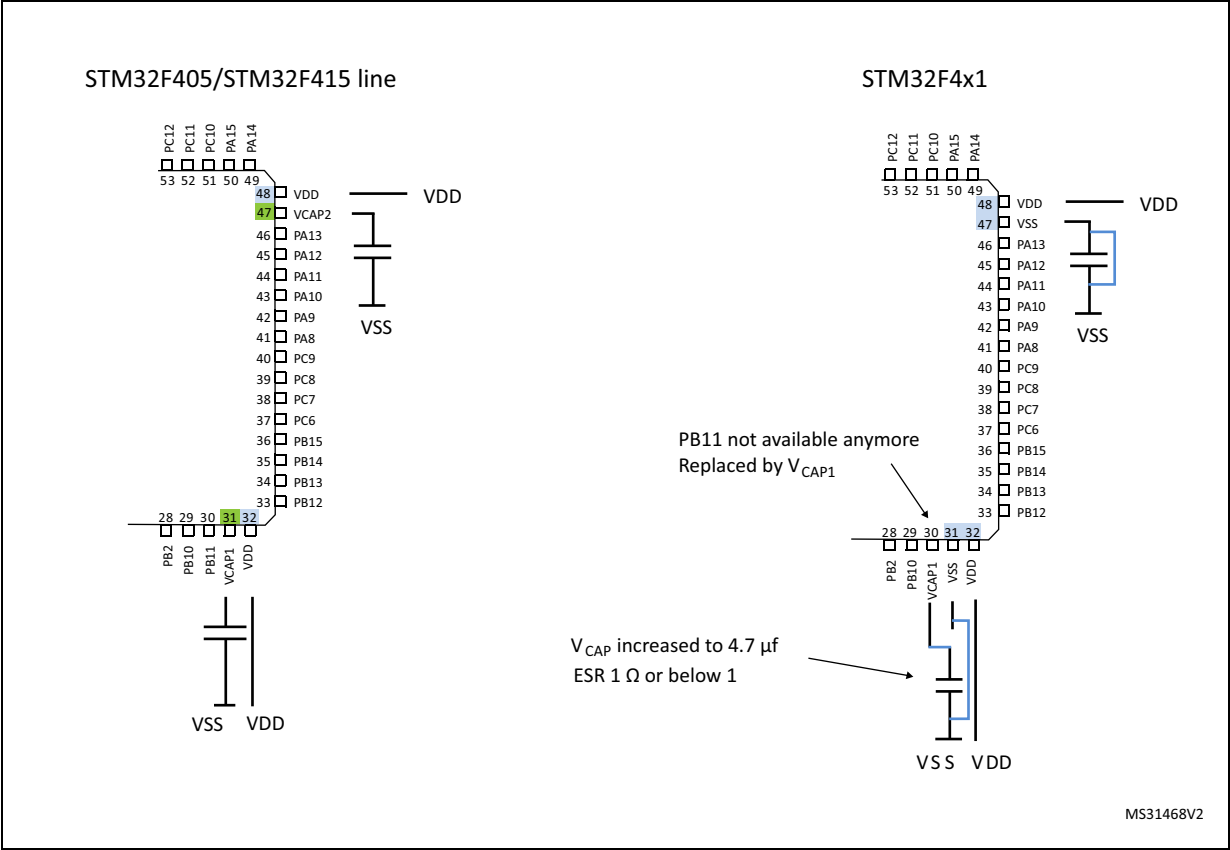 STM32F405/STM32F415 line
PC12
PC11
PC10
PA15
PA14
53 52 51 50 49
48 VDD
47 VCAP2
46 PA13
45 PA12
44 PA11
43 PA10
42 PA9
41 PA8
40 PC9
39 PC8
38 PC7
37 PC6
36 PB15
35 PB14
34 PB13
33 PB12
VDD
VSS
28 29 30 31 32
PB2
PB10
PB11
VCAP1
VDD
VSS VDD
STM32F4x1
PC12
PC11
PC10
PA15
PA14
53 52 51 50 49
48 VDD
47 VSS
46 PA13
45 PA12
44 PA11
43 PA10
42 PA9
41 PA8
40 PC9
39 PC8
38 PC7
37 PC6
36 PB15
35 PB14
34 PB13
33 PB12
VDD
VSS
PB11 not available anymore
Replaced by VCAP1
28 29 30 31 32
PB2
PB10
VCAP1
VSS
VDD
VCAP increased to 4.7 µf
ESR 1 Ω or below 1
VSS VDD
MS31468V2